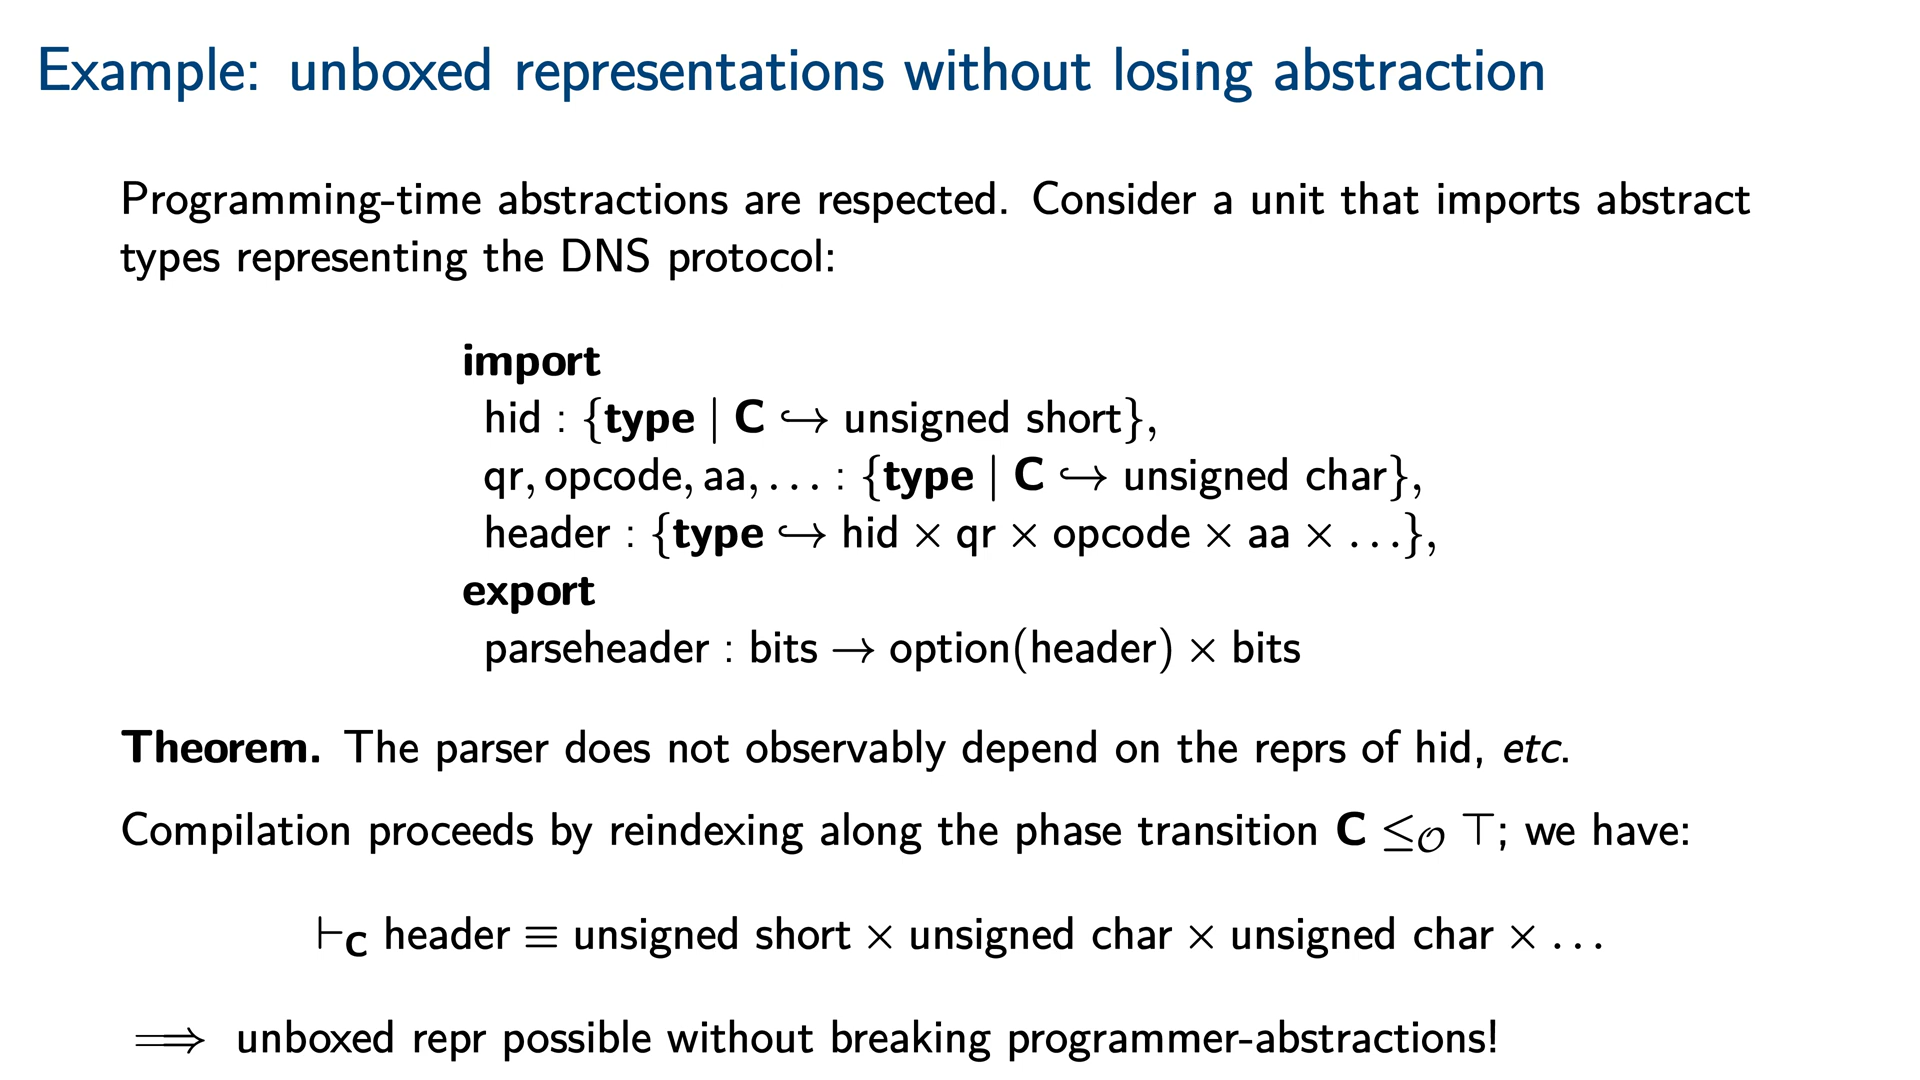 Example: unboxed representations without losing abstraction
Programming-time abstractions are respected. Consider a unit that imports abstract
types representing the DNS protocol:
import
hid : {type | C ↪ unsigned short},
qr, opcode, aa, . . . : {type | C ↪ unsigned char},
header : {type ↪ hid × qr × opcode × aa × . . .},
export
parseheader : bits → option(header) × bits
Theorem. The parser does not observably depend on the reprs of hid, etc.
Compilation proceeds by reindexing along the phase transition C ≤𝒪 ⊤; we have:
⊢C header ≡ unsigned short × unsigned char × unsigned char × . . .
⟹ unboxed repr possible without breaking programmer-abstractions!